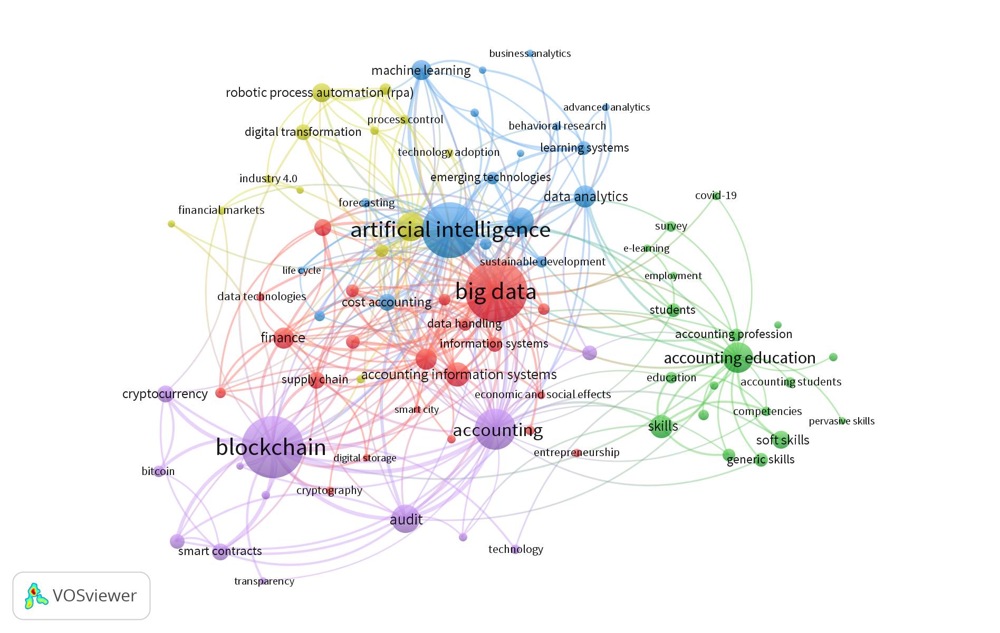 business analytics
machine learning
robotic process automation (rpa)
advanced analytics
process control
behavioral research
digital transformation
learning systems
technology adoption
emerging technologies
industry 4.0
data analytics
covid-19
forecasting
financial markets
survey
artificial intelligence
e-learning
sustainable development
life cycle
employment
big data
data technologies
cost accounting
students
data handling
accounting profession
finance
information systems
accounting education
accounting information systems
education
supply chain
accounting students
cryptocurrency
economic and social effects
smart city
competencies
pervasive skills
skills
accounting
soft skills
blockchain
entrepreneurship
digital storage
generic skills
bitcoin
cryptography
audit
technology
smart contracts
transparency
VOSviewer